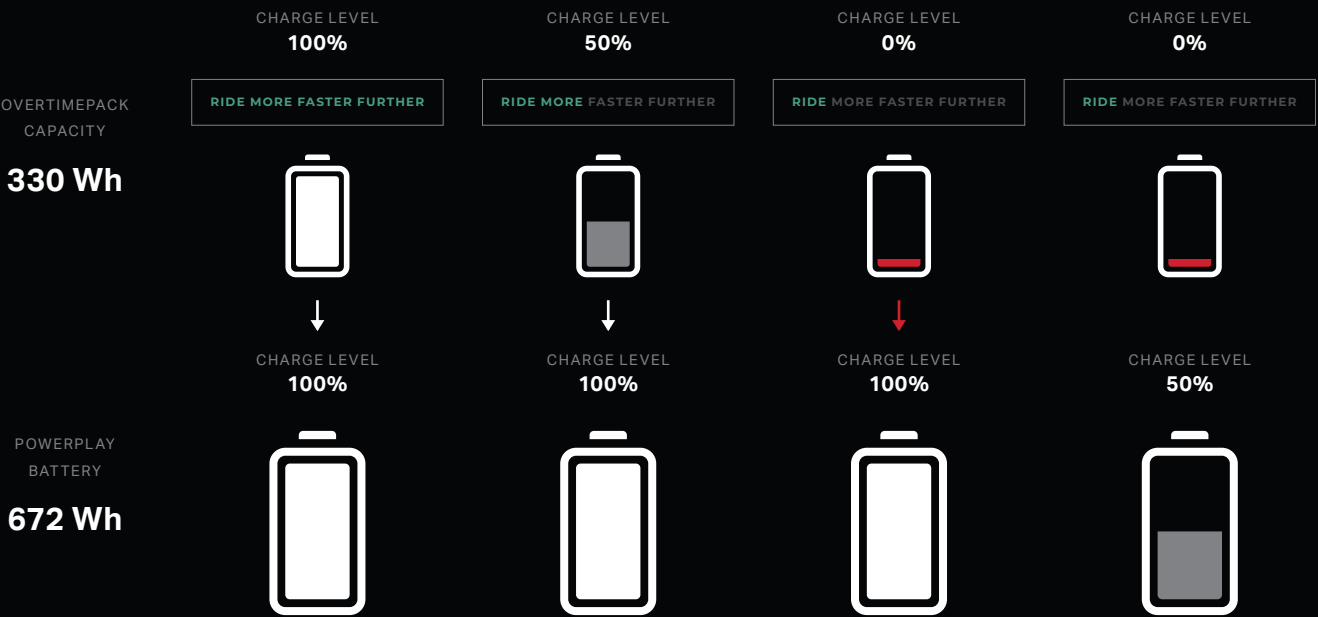 CHARGE LEVEL CHARGE LEVEL CHARGE LEVEL CHARGE LEVEL
100% 50% 0% 0%
RIDE MORE FASTER FURTHER RIDE MORE FASTER FURTHER RIDE MORE FASTER FURTHER RIDE MORE FASTER FURTHER
OVERTIMEPACK
CAPACITY
330 Wh
CHARGE LEVEL CHARGE LEVEL CHARGE LEVEL CHARGE LEVEL
100% 100% 100% 50%
POWERPLAY
BATTERY
672 Wh